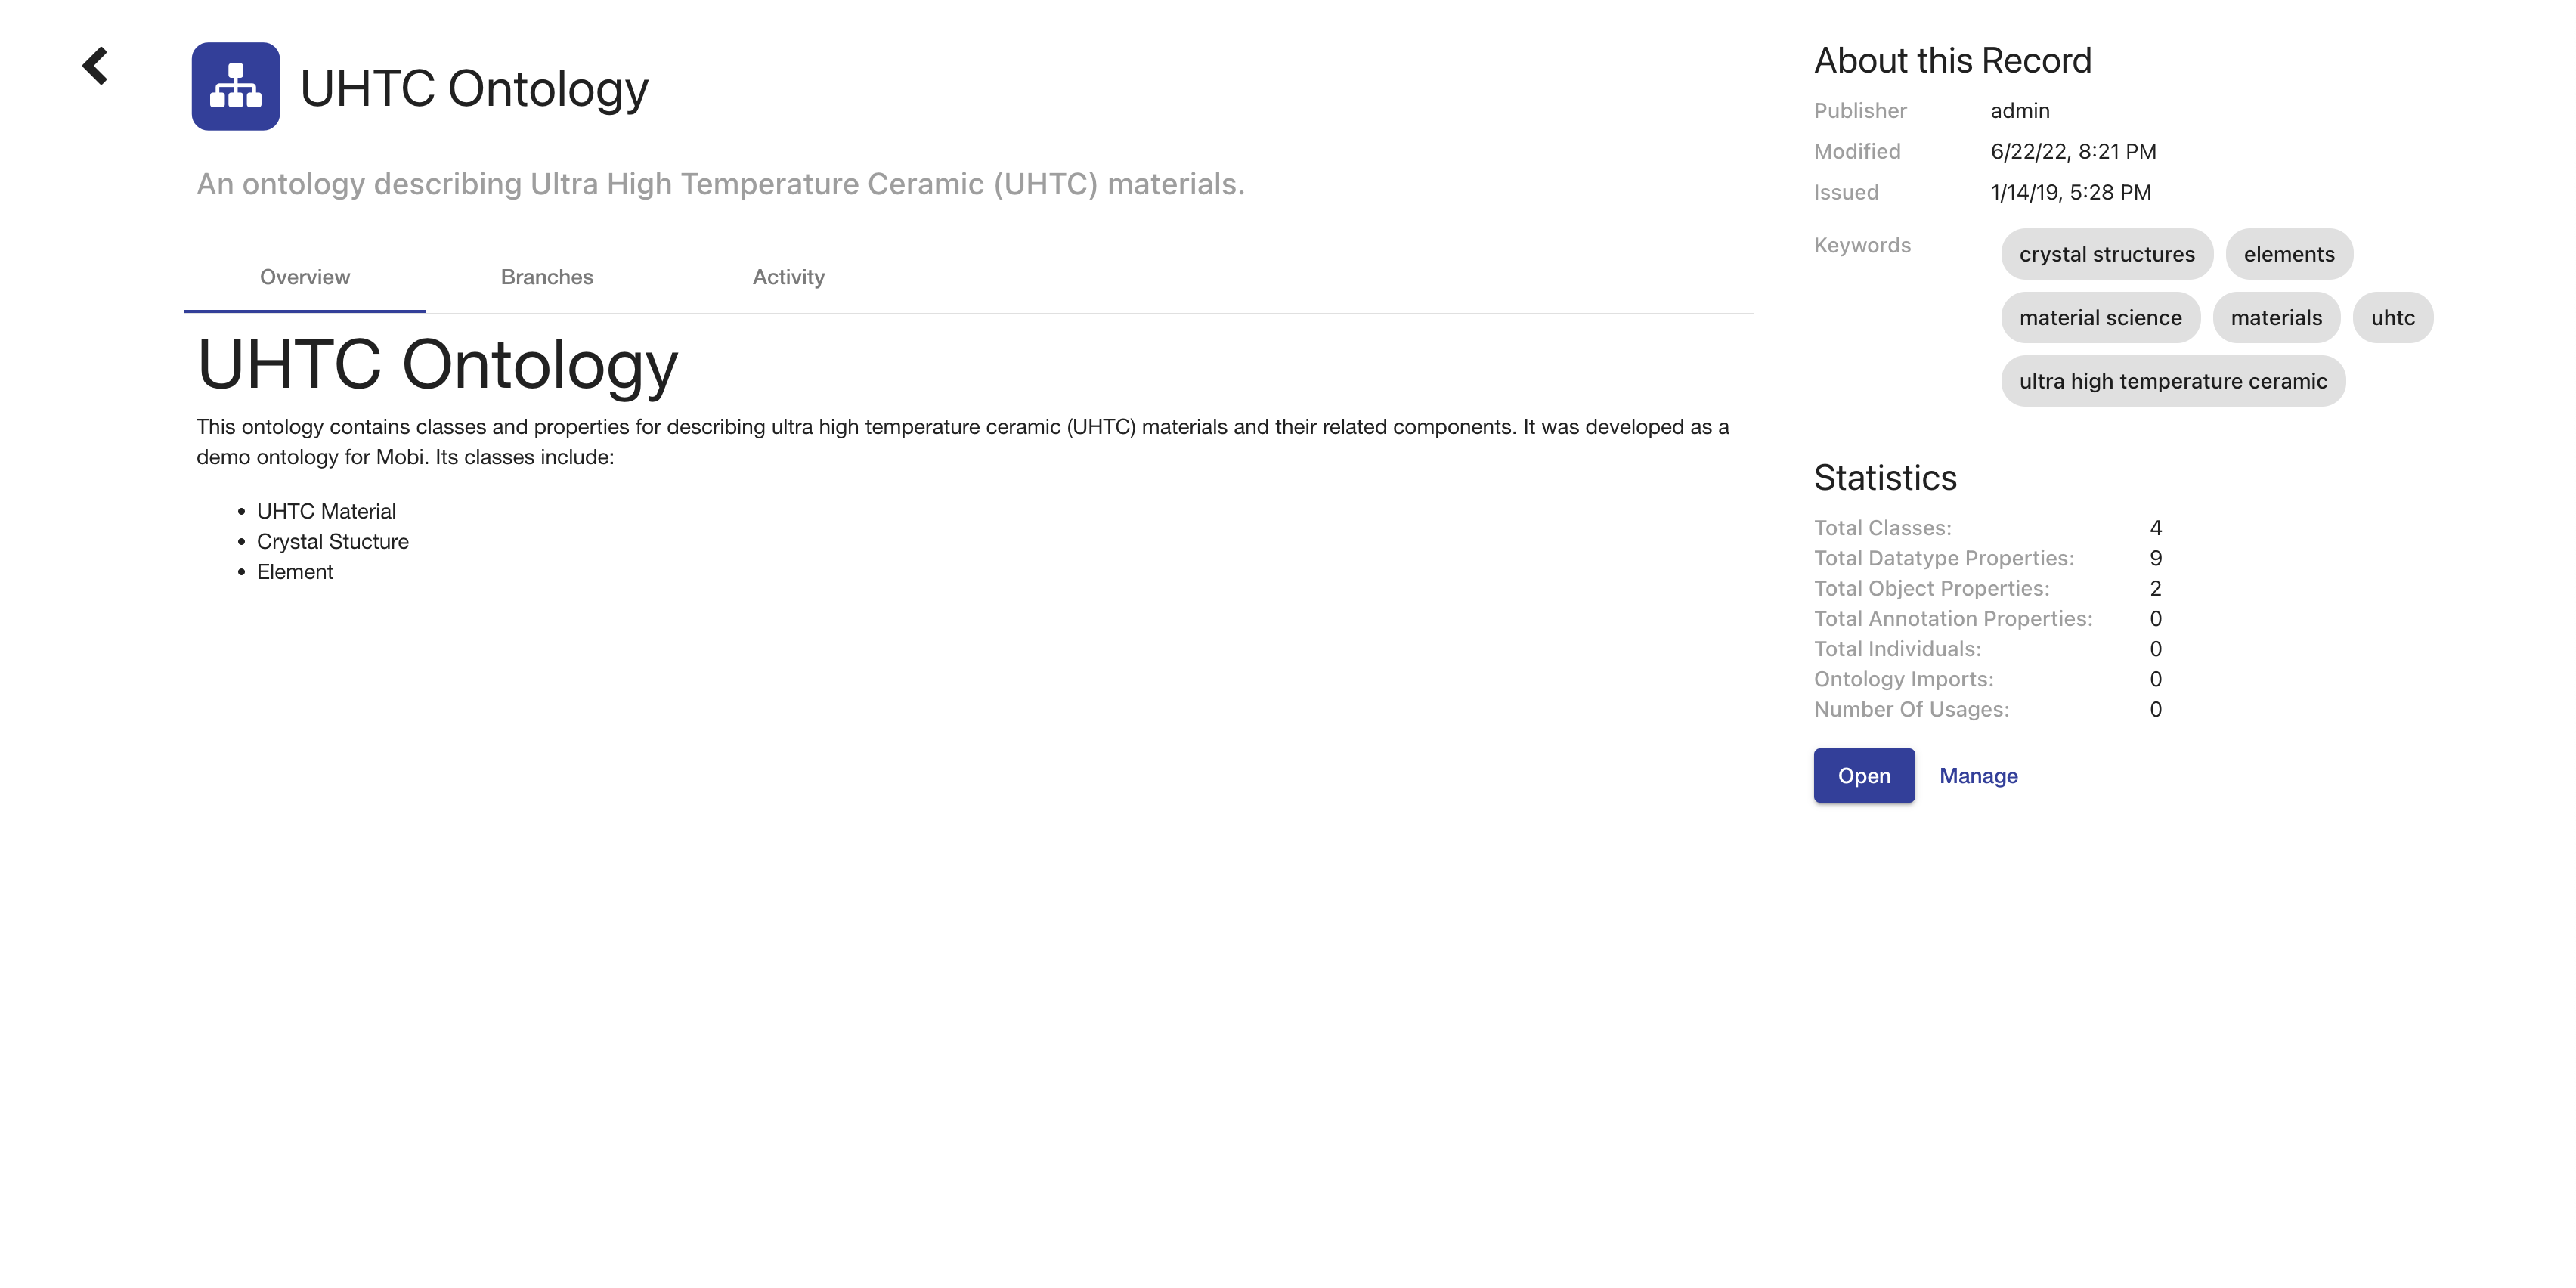 UHTC Ontology
An ontology describing Ultra High Temperature Ceramic (UHTC) materials.
Overview Branches Activity
UHTC Ontology
This ontology contains classes and properties for describing ultra high temperature ceramic (UHTC) materials and their related components. It was developed as a
demo ontology for Mobi. Its classes include:
• UHTC Material
• Crystal Stucture
• Element
About this Record
Publisher admin
Modified 6/22/22, 8:21 PM
Issued 1/14/19, 5:28 PM
Keywords crystal structures elements
material science materials uhtc
ultra high temperature ceramic
Statistics
Total Classes: 4
Total Datatype Properties: 9
Total Object Properties: 2
Total Annotation Properties: 0
Total Individuals: 0
Ontology Imports: 0
Number Of Usages: 0
Open Manage